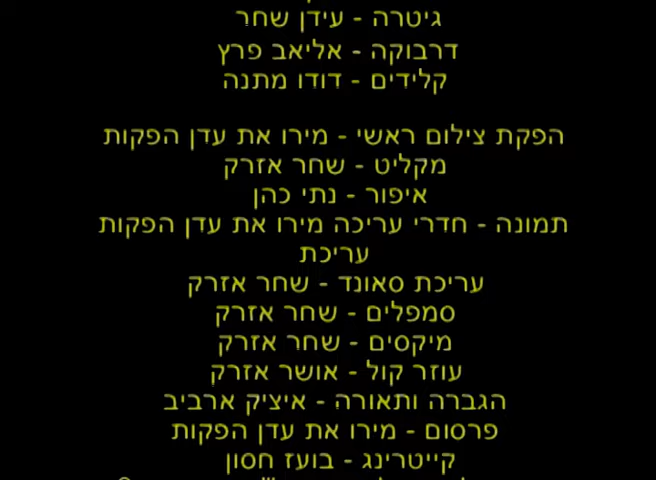 גיטרה - עידן שחר
דרבוקה - אליאב פרץ
קלידים - דודו מתנה
הפקת צילום ראשי - מירו את עדן הפקות
מקליט - שחר אזרק
איפור - נתי כהן
תמונה - חדרי עריכה מירו את עדן הפקות
עריכת
עריכת סאונד - שחר אזרק
סמפלים - שחר אזרק
מיקסים - שחר אזרק
עוזר קול - אושר אזרק
הגברה ותאורה - איציק ארביב
פרסום - מירו את עדן הפקות
קייטרינג - בועז חסון